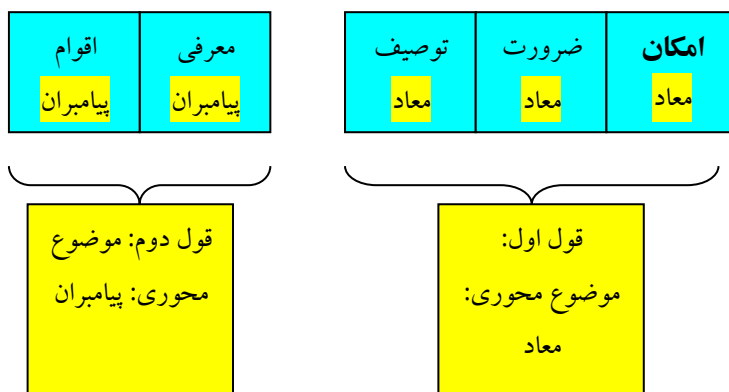 امکان
معاد
ضرورت
معاد
توصیف
معاد
معرفی
پیامبران
اقوام
پیامبران
قول اول:
موضوع محوری:
معاد
قول دوم: موضوع
محوری: پیامبران